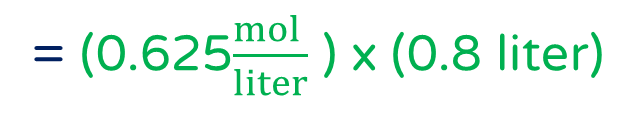 = (0.625 mol/liter ) x (0.8 liter)